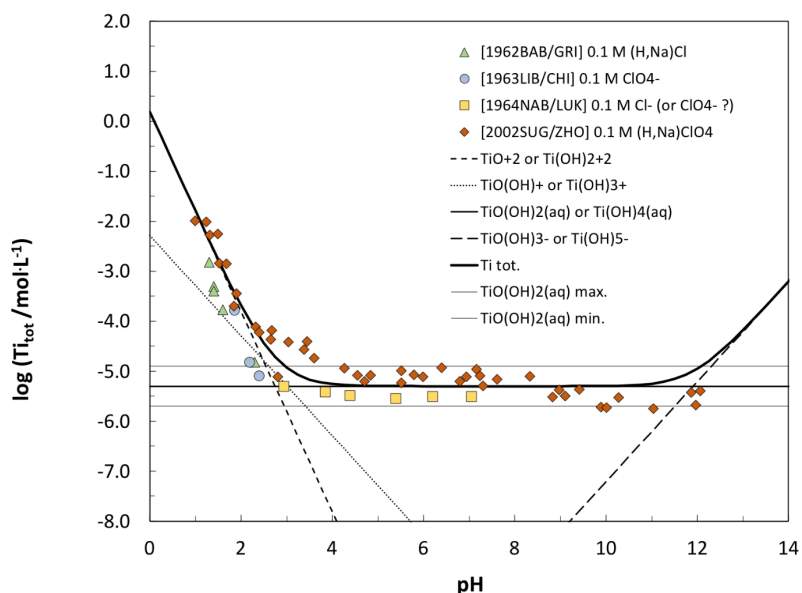 2.0
1.0
0.0
-1.0
-2.0
-3.0
-4.0
-5.0
-6.0
-7.0
-8.0
log (Ti_tot /mol·L⁻¹)
[1962BAB/GRI] 0.1 M (H,Na)Cl
[1963LIB/CHI] 0.1 M ClO4-
[1964NAB/LUK] 0.1 M Cl- (or ClO4- ?)
[2002SUG/ZHO] 0.1 M (H,Na)ClO4
TiO+2 or Ti(OH)2+2
TiO(OH)+ or Ti(OH)3+
TiO(OH)2(aq) or Ti(OH)4(aq)
TiO(OH)3- or Ti(OH)5-
Ti tot.
TiO(OH)2(aq) max.
TiO(OH)2(aq) min.
0 2 4 6 8 10 12 14
pH